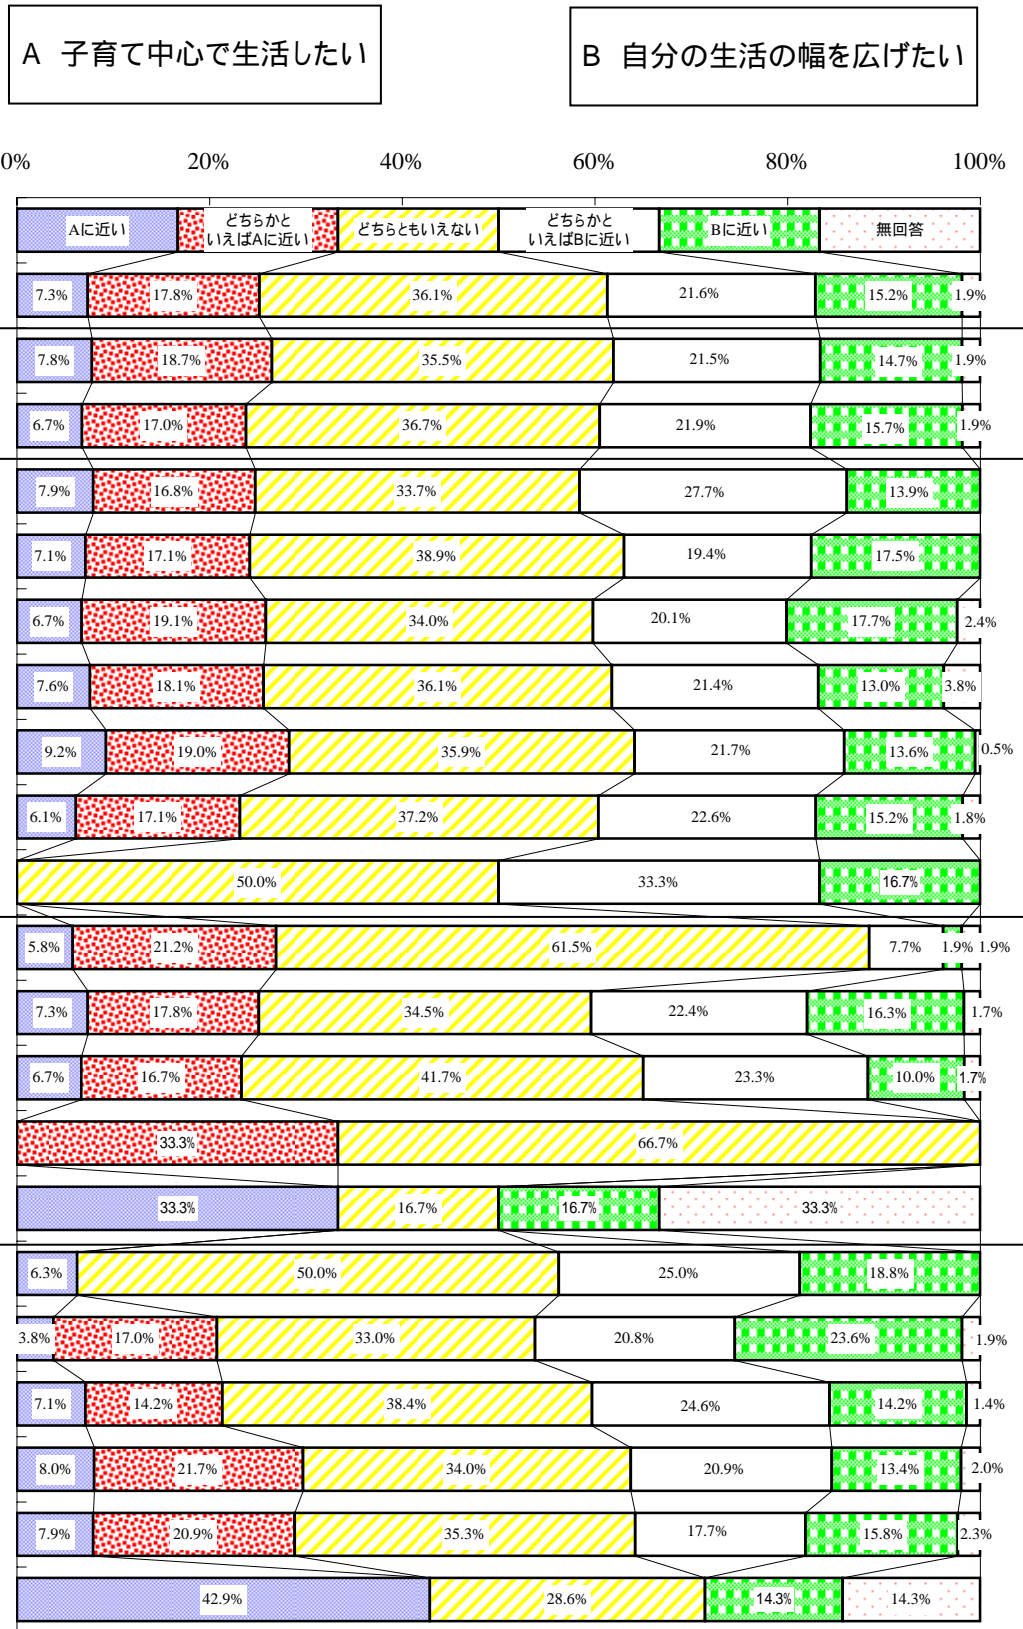 A 子育て中心で生活したい
B 自分の生活の幅を広げたい
0% 20% 40% 60% 80% 100%
Aに近い どちらかと いえばAに近い どちらともいえない どちらかと いえばBに近い Bに近い 無回答
7.3% 17.8% 36.1% 21.6% 15.2% 1.9%
7.8% 18.7% 35.5% 21.5% 14.7% 1.9%
6.7% 17.0% 36.7% 21.9% 15.7% 1.9%
7.9% 16.8% 33.7% 27.7% 13.9%
7.1% 17.1% 38.9% 19.4% 17.5%
6.7% 19.1% 34.0% 20.1% 17.7% 2.4%
7.6% 18.1% 36.1% 21.4% 13.0% 3.8%
9.2% 19.0% 35.9% 21.7% 13.6% 0.5%
6.1% 17.1% 37.2% 22.6% 15.2% 1.8%
50.0% 33.3% 16.7%
5.8% 21.2% 61.5% 7.7% 1.9% 1.9%
7.3% 17.8% 34.5% 22.4% 16.3% 1.7%
6.7% 16.7% 41.7% 23.3% 10.0% 1.7%
33.3% 66.7%
33.3% 16.7% 16.7% 33.3%
6.3% 50.0% 25.0% 18.8%
3.8% 17.0% 33.0% 20.8% 23.6% 1.9%
7.1% 14.2% 38.4% 24.6% 14.2% 1.4%
8.0% 21.7% 34.0% 20.9% 13.4% 2.0%
7.9% 20.9% 35.3% 17.7% 15.8% 2.3%
42.9% 28.6% 14.3% 14.3%